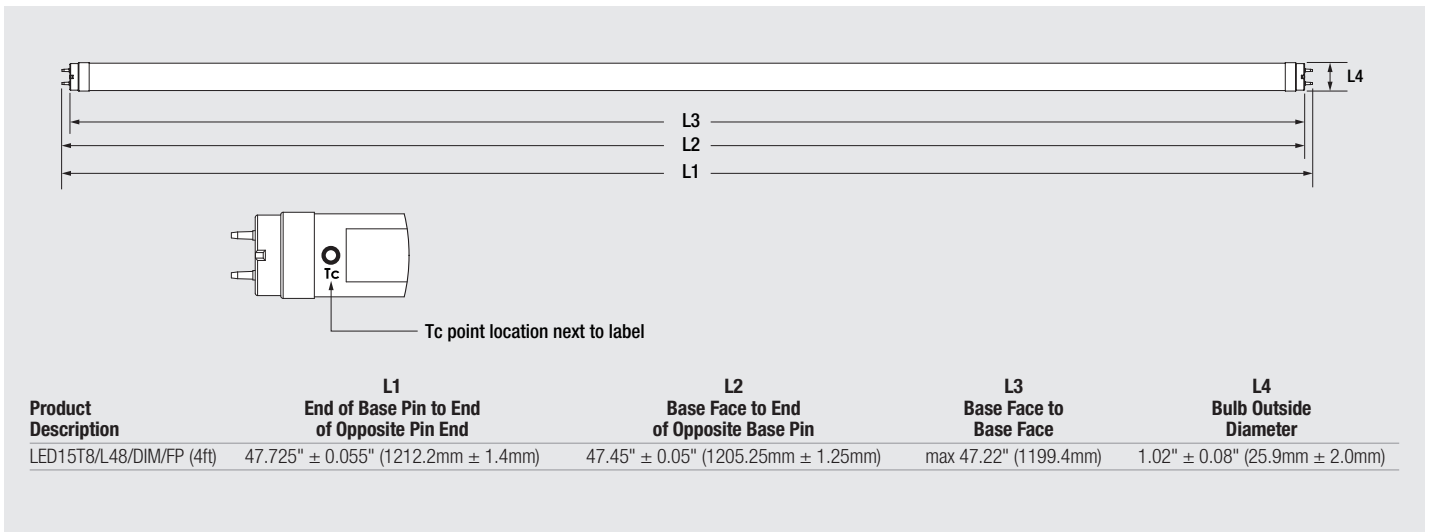 L4
L3
L2
L1
Tc
Tc point location next to label
Product
Description
L1
End of Base Pin to End
of Opposite Pin End
L2
Base Face to End
of Opposite Base Pin
L3
Base Face to
Base Face
L4
Bulb Outside
Diameter
LED15T8/L48/DIM/FP (4ft) 47.725" ± 0.055" (1212.2mm ± 1.4mm) 47.45" ± 0.05" (1205.25mm ± 1.25mm) max 47.22" (1199.4mm) 1.02" ± 0.08" (25.9mm ± 2.0mm)